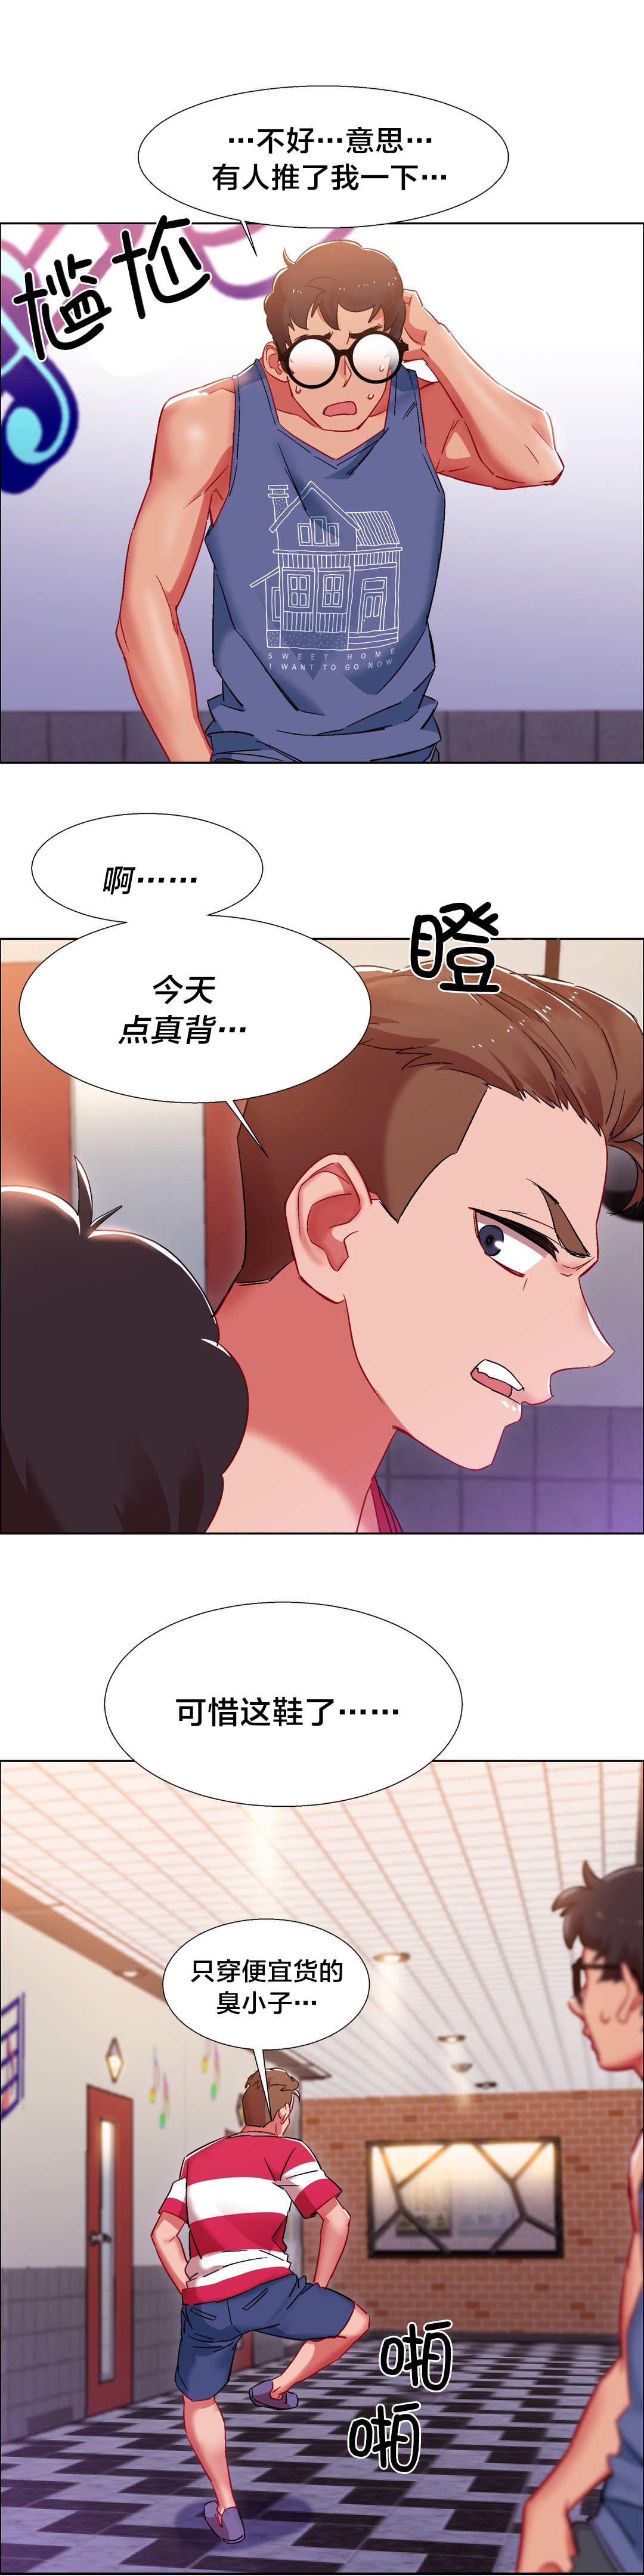 …不好…意思…
有人推了我一下…
尴尬
SWEET HOME
I WANT TO GO NOW
啊……
瞪
今天
点真背…
可惜这鞋了……
只穿便宜货的
臭小子…
啪
啪